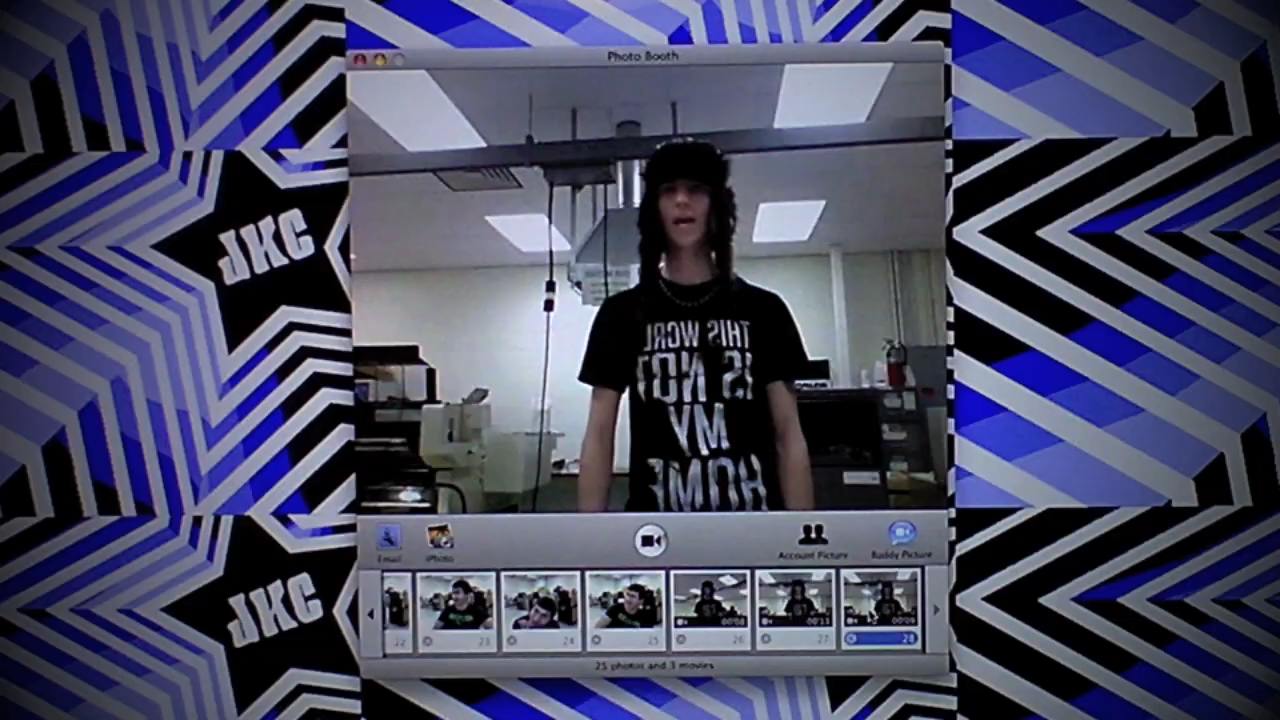 Photo Booth
JKC
THIS WORL
IS NOT
MY
HOME
Email
iPhoto
Account Picture
Buddy Picture
22
23
24
25
26
27
28
JKC
25 photos and 3 movies